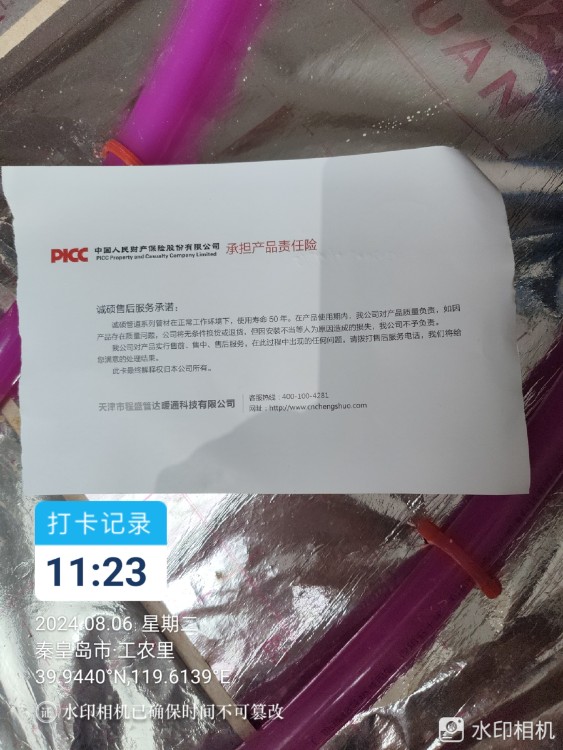 UAN
PICC 中国人民财产保险股份有限公司 承担产品责任险
PICC Property and Casualty Company Limited
诚硕售后服务承诺:
诚硕管道系列管材在正常工作环境下,使用寿命50年。在产品使用期内,我公司对产品质量负责,如因
产品存在质量问题,公司将无条件换货或退货,但因安装不当等人为原因造成的损失,我公司不予负责。
我公司对产品实行售前、售中、售后服务,在此过程中出现的任何问题,请拨打售后服务电话,我们将给
您满意的处理结果。
此卡最终解释权归本公司所有。
天津市 盛管达暖通科技有限公司
客服热线:400-100-4281
网址:http://www.cnchengshuo.com
打卡记录
11:23
2024.08.06 星期二
秦皇岛市·工农里
39.9440°N,119.6139°E
证 水印相机已确保时间不可篡改
水印相机